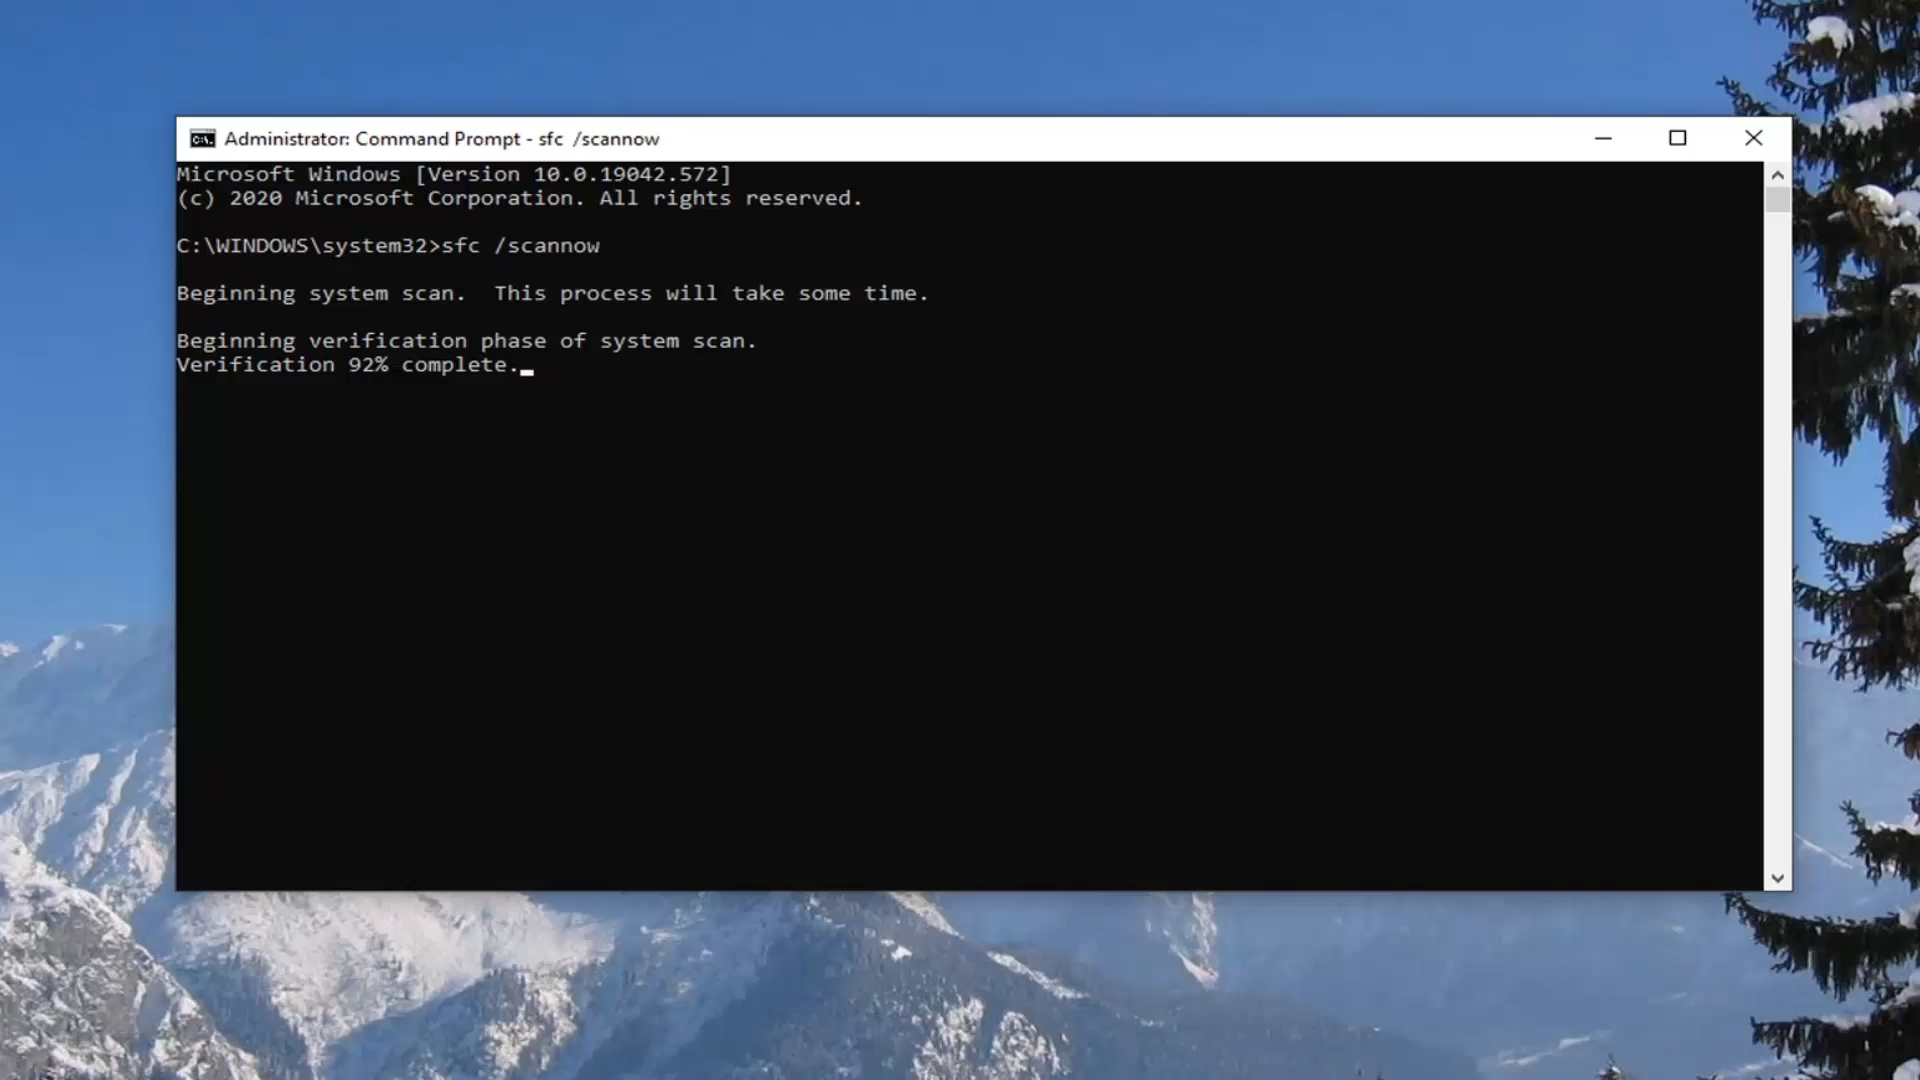 Administrator: Command Prompt - sfc  /scannow
Microsoft Windows [Version 10.0.19042.572]
(c) 2020 Microsoft Corporation. All rights reserved.
C:\WINDOWS\system32>sfc /scannow
Beginning system scan.  This process will take some time.
Beginning verification phase of system scan.
Verification 92% complete.